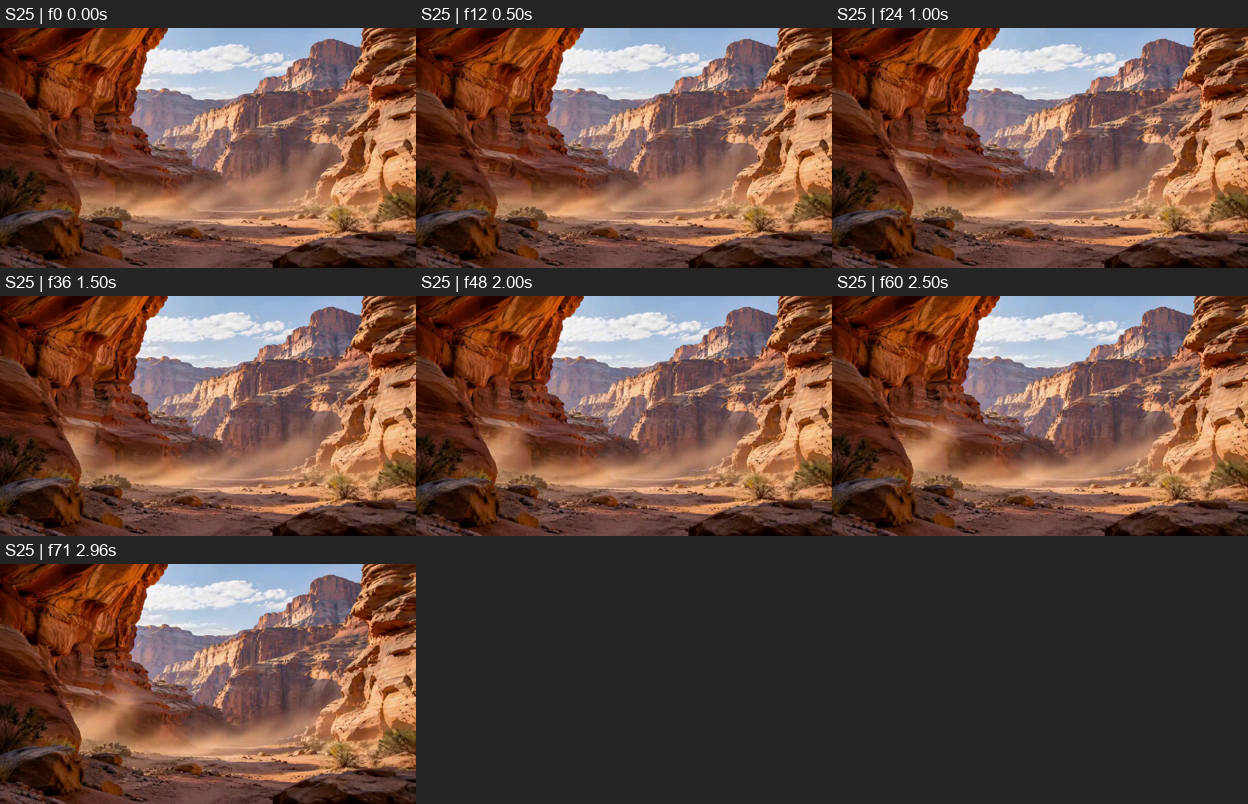 S25 | f0 0.00s
S25 | f12 0.50s
S25 | f24 1.00s
S25 | f36 1.50s
S25 | f48 2.00s
S25 | f60 2.50s
S25 | f71 2.96s